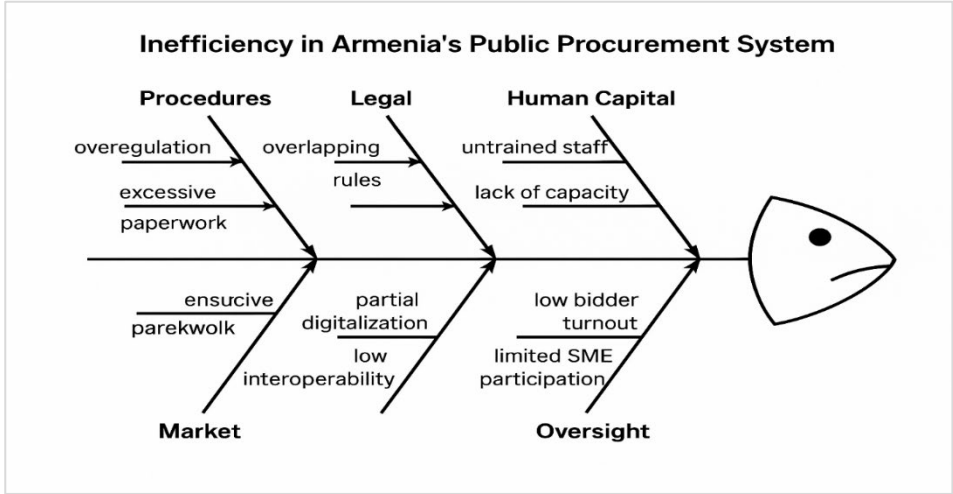 Inefficiency in Armenia's Public Procurement System
Procedures
Legal
Human Capital
overegulation
excessive
paperwork
overlapping
rules
untrained staff
lack of capacity
ensucive
parekwolk
partial
digitalization
low
interoperability
low bidder
turnout
limited SME
participation
Market
Oversight